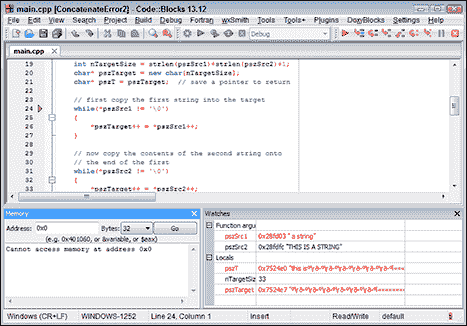 main.cpp [ConcatenateError2] - Code::Blocks 13.12
File Edit View Search Project Build Debug Fortran wxSmith Tools Tools+ Plugins DoxyBlocks Settings Help
Debug
main.cpp
19 int nTargetSize = strlen(pszSrc1)+strlen(pszSrc2)+1;
20 char* pszTarget = new char[nTargetSize];
21 char* pszT = pszTarget; // save a pointer to return
22
23 // first copy the first string into the target
24 while(*pszSrc1 != '\0')
25 {
26 *pszTarget++ = *pszSrc1++;
27 }
28
29 // now copy the contents of the second string onto
30 // the end of the first
31 while(*pszSrc2 != '\0')
32 {
33 *pszTarget++ = *pszSrc2++;
Memory
Address: 0x0 Bytes: 32 Go
(e.g. 0x401060, or &variable, or $eax)
Cannot access memory at address 0x0
Watches
Function argu
pszSrc1 0x28fd03 " a string"
pszSrc2 0x28fdfc "THIS IS A STRING"
Locals
pszT 0x7524e0 "this is
nTargetSiz 33
pszTarget 0x7524e7
Windows (CR+LF) WINDOWS-1252 Line 24, Column 1 Insert Read/Write default